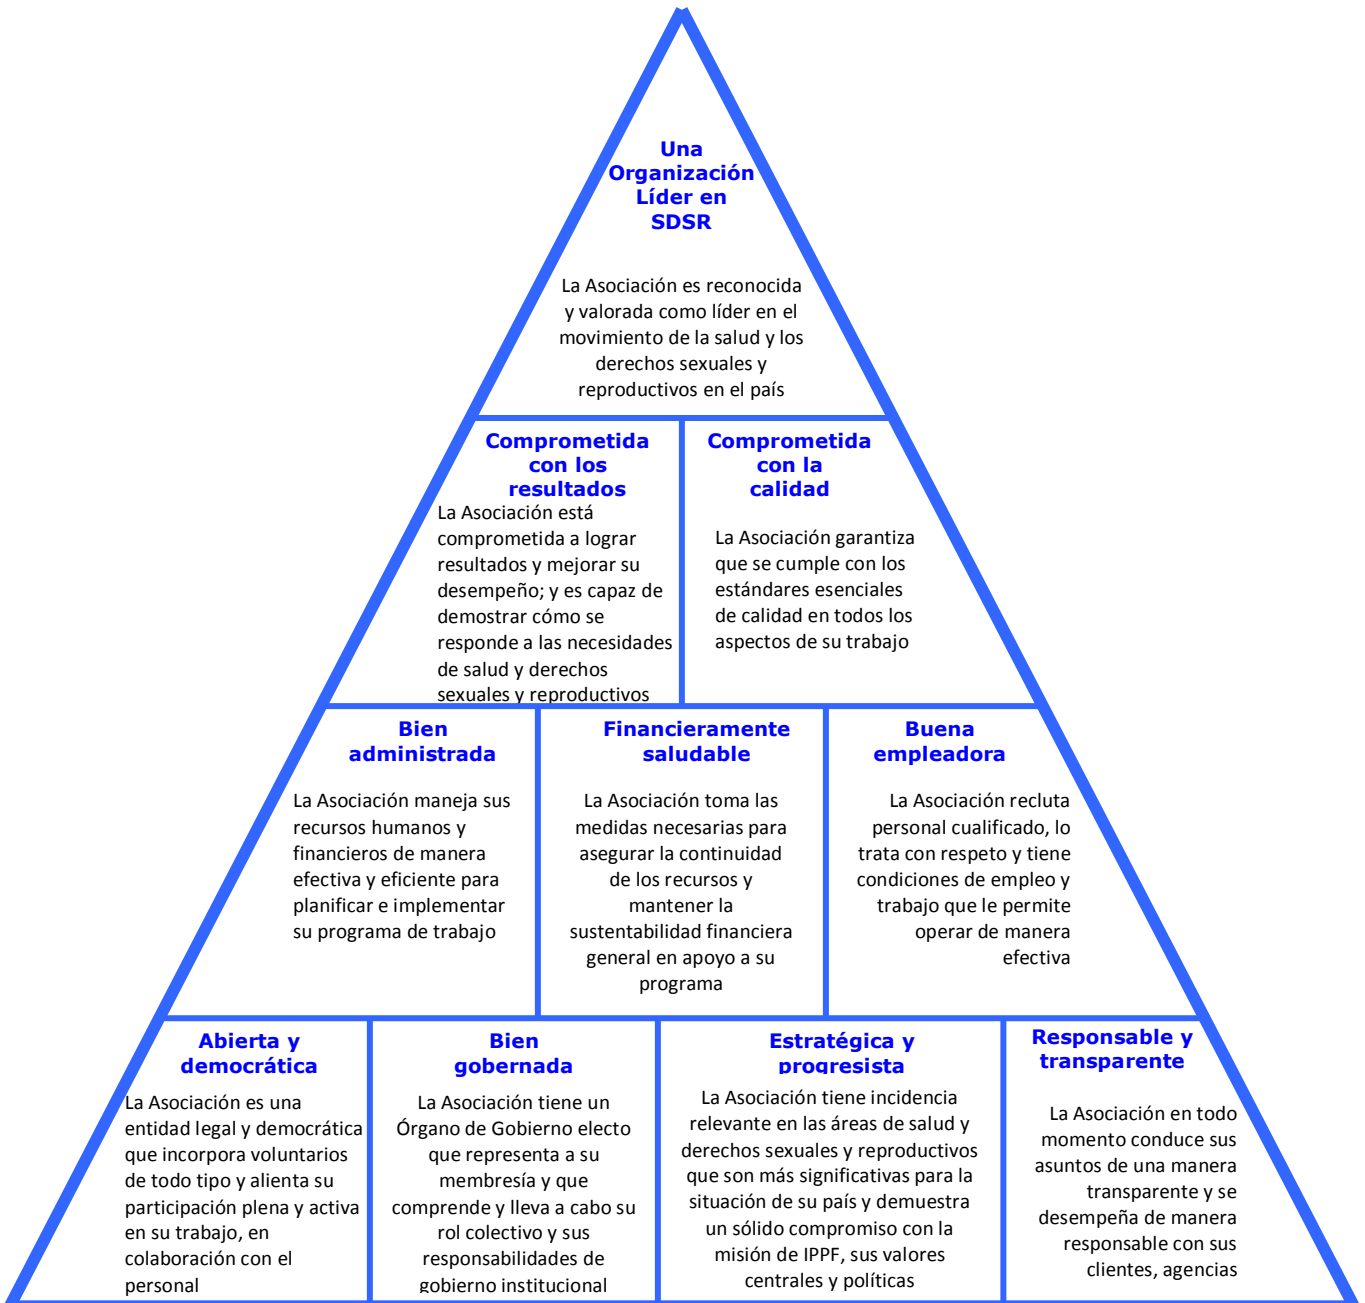 Una
Organización
Líder en
SDSR
La Asociación es reconocida
y valorada como líder en el
movimiento de la salud y los
derechos sexuales y
reproductivos en el país
Comprometida
con los
resultados
La Asociación está
comprometida a lograr
resultados y mejorar su
desempeño; y es capaz de
demostrar cómo se
responde a las necesidades
de salud y derechos
sexuales y reproductivos
Comprometida
con la
calidad
La Asociación garantiza
que se cumple con los
estándares esenciales
de calidad en todos los
aspectos de su trabajo
Bien
administrada
La Asociación maneja sus
recursos humanos y
financieros de manera
efectiva y eficiente para
planificar e implementar
su programa de trabajo
Financieramente
saludable
La Asociación toma las
medidas necesarias para
asegurar la continuidad
de los recursos y
mantener la
sustentabilidad financiera
general en apoyo a su
programa
Buena
empleadora
La Asociación recluta
personal cualificado, lo
trata con respeto y tiene
condiciones de empleo y
trabajo que le permite
operar de manera
efectiva
Abierta y
democrática
La Asociación es una
entidad legal y democrática
que incorpora voluntarios
de todo tipo y alienta su
participación plena y activa
en su trabajo, en
colaboración con el
personal
Bien
gobernada
La Asociación tiene un
Órgano de Gobierno electo
que representa a su
membresía y que
comprende y lleva a cabo su
rol colectivo y sus
responsabilidades de
gobierno institucional
Estratégica y
progresista
La Asociación tiene incidencia
relevante en las áreas de salud y
derechos sexuales y reproductivos
que son más significativas para la
situación de su país y demuestra
un sólido compromiso con la
misión de IPPF, sus valores
centrales y políticas
Responsable y
transparente
La Asociación en todo
momento conduce sus
asuntos de una manera
transparente y se
desempeña de manera
responsable con sus
clientes, agencias